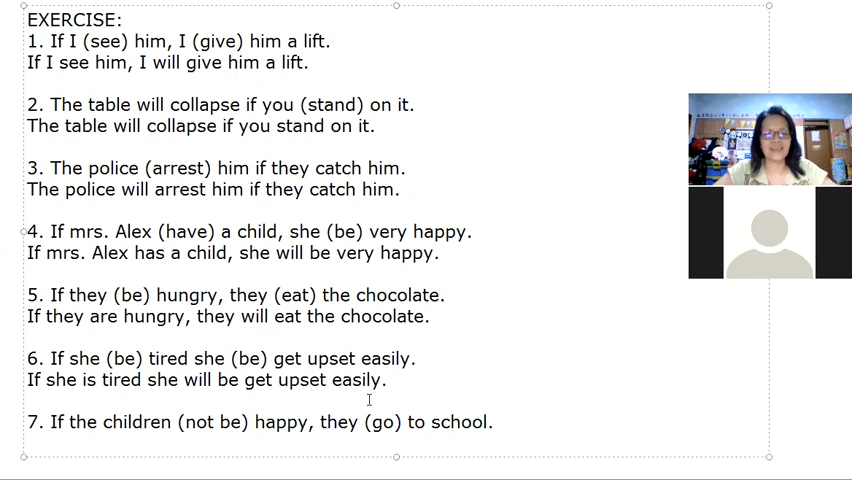 EXERCISE:
1. If I (see) him, I (give) him a lift.
If I see him, I will give him a lift.
2. The table will collapse if you (stand) on it.
The table will collapse if you stand on it.
3. The police (arrest) him if they catch him.
The police will arrest him if they catch him.
4. If mrs. Alex (have) a child, she (be) very happy.
If mrs. Alex has a child, she will be very happy.
5. If they (be) hungry, they (eat) the chocolate.
If they are hungry, they will eat the chocolate.
6. If she (be) tired she (be) get upset easily.
If she is tired she will be get upset easily.
7. If the children (not be) happy, they (go) to school.